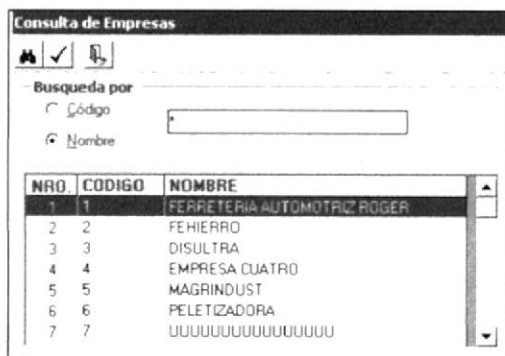 Consulta de Empresas
Busqueda por
Código
*
Nombre
NRO. CODIGO NOMBRE
1 1 FERRETERIA AUTOMOTRIZ ROGER
2 2 FEHIERRO
3 3 DISULTRA
4 4 EMPRESA CUATRO
5 5 MAGRINDUST
6 6 PELETIZADORA
7 7 UUUUUUUUUUUUUUUUU